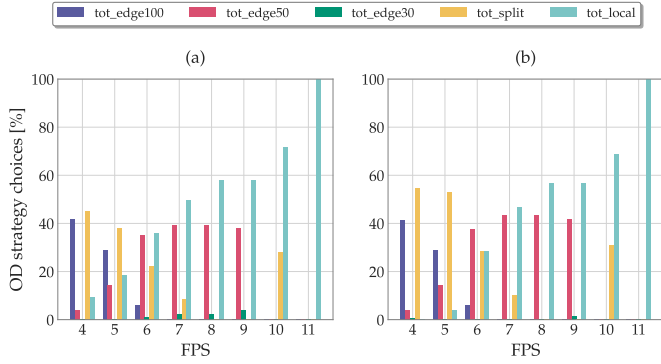 tot_edge100 tot_edge50 tot_edge30 tot_split tot_local
(a) (b)
OD strategy choices [%]
100 100
80 80
60 60
40 40
20 20
0 0
4 5 6 7 8 9 10 11 4 5 6 7 8 9 10 11
FPS FPS